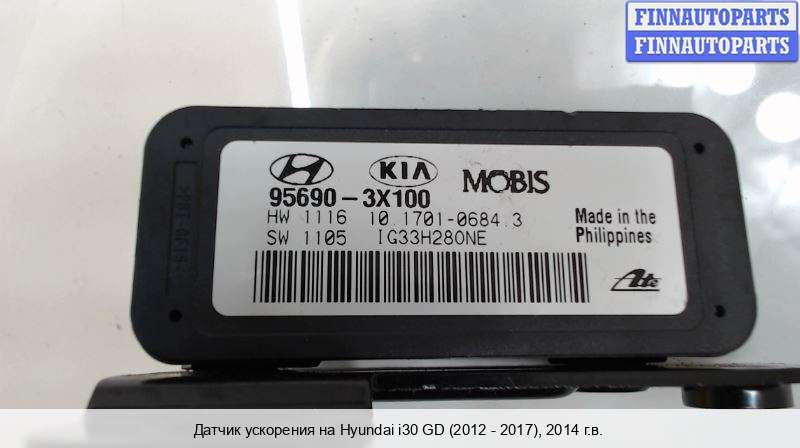 FINNAUTOPARTS
FINNAUTOPARTS
KIA MOBIS
95690-3X100
HW 1116 10.1701-0684.3
SW 1105 IG33H280NE
Made in the
Philippines
Ate
Датчик ускорения на Hyundai i30 GD (2012 - 2017), 2014 г.в.